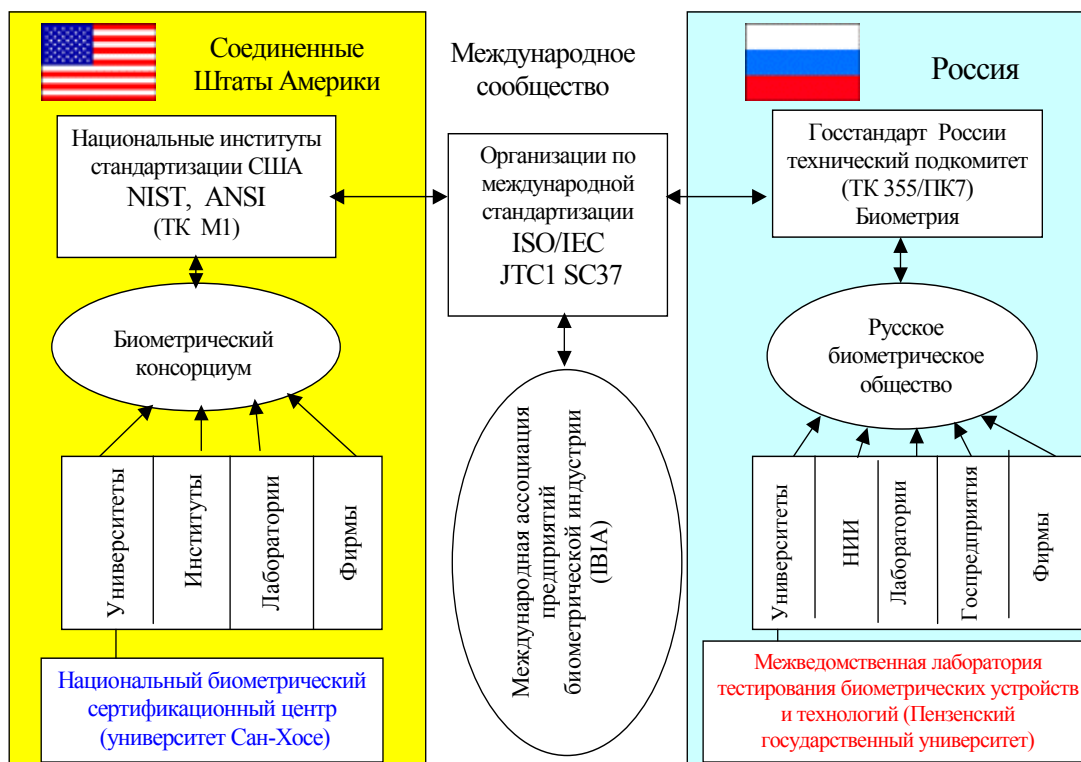 Соединенные
Штаты Америки
Национальные институты
стандартизации США
NIST, ANSI
(ТК М1)
Биометрический
консорциум
Университеты
Институты
Лаборатории
Фирмы
Национальный биометрический
сертификационный центр
(университет Сан-Хосе)
Международное
сообщество
Организации по
международной
стандартизации
ISO/IEC
JTC1 SC37
Международная ассоциация
предприятий
биометрической индустрии
(IBIA)
Россия
Госстандарт России
технический подкомитет
(ТК 355/ПК7)
Биометрия
Русское
биометрическое
общество
Университеты
НИИ
Лаборатории
Госпредприятия
Фирмы
Межведомственная лаборатория
тестирования биометрических устройств
и технологий (Пензенский
государственный университет)